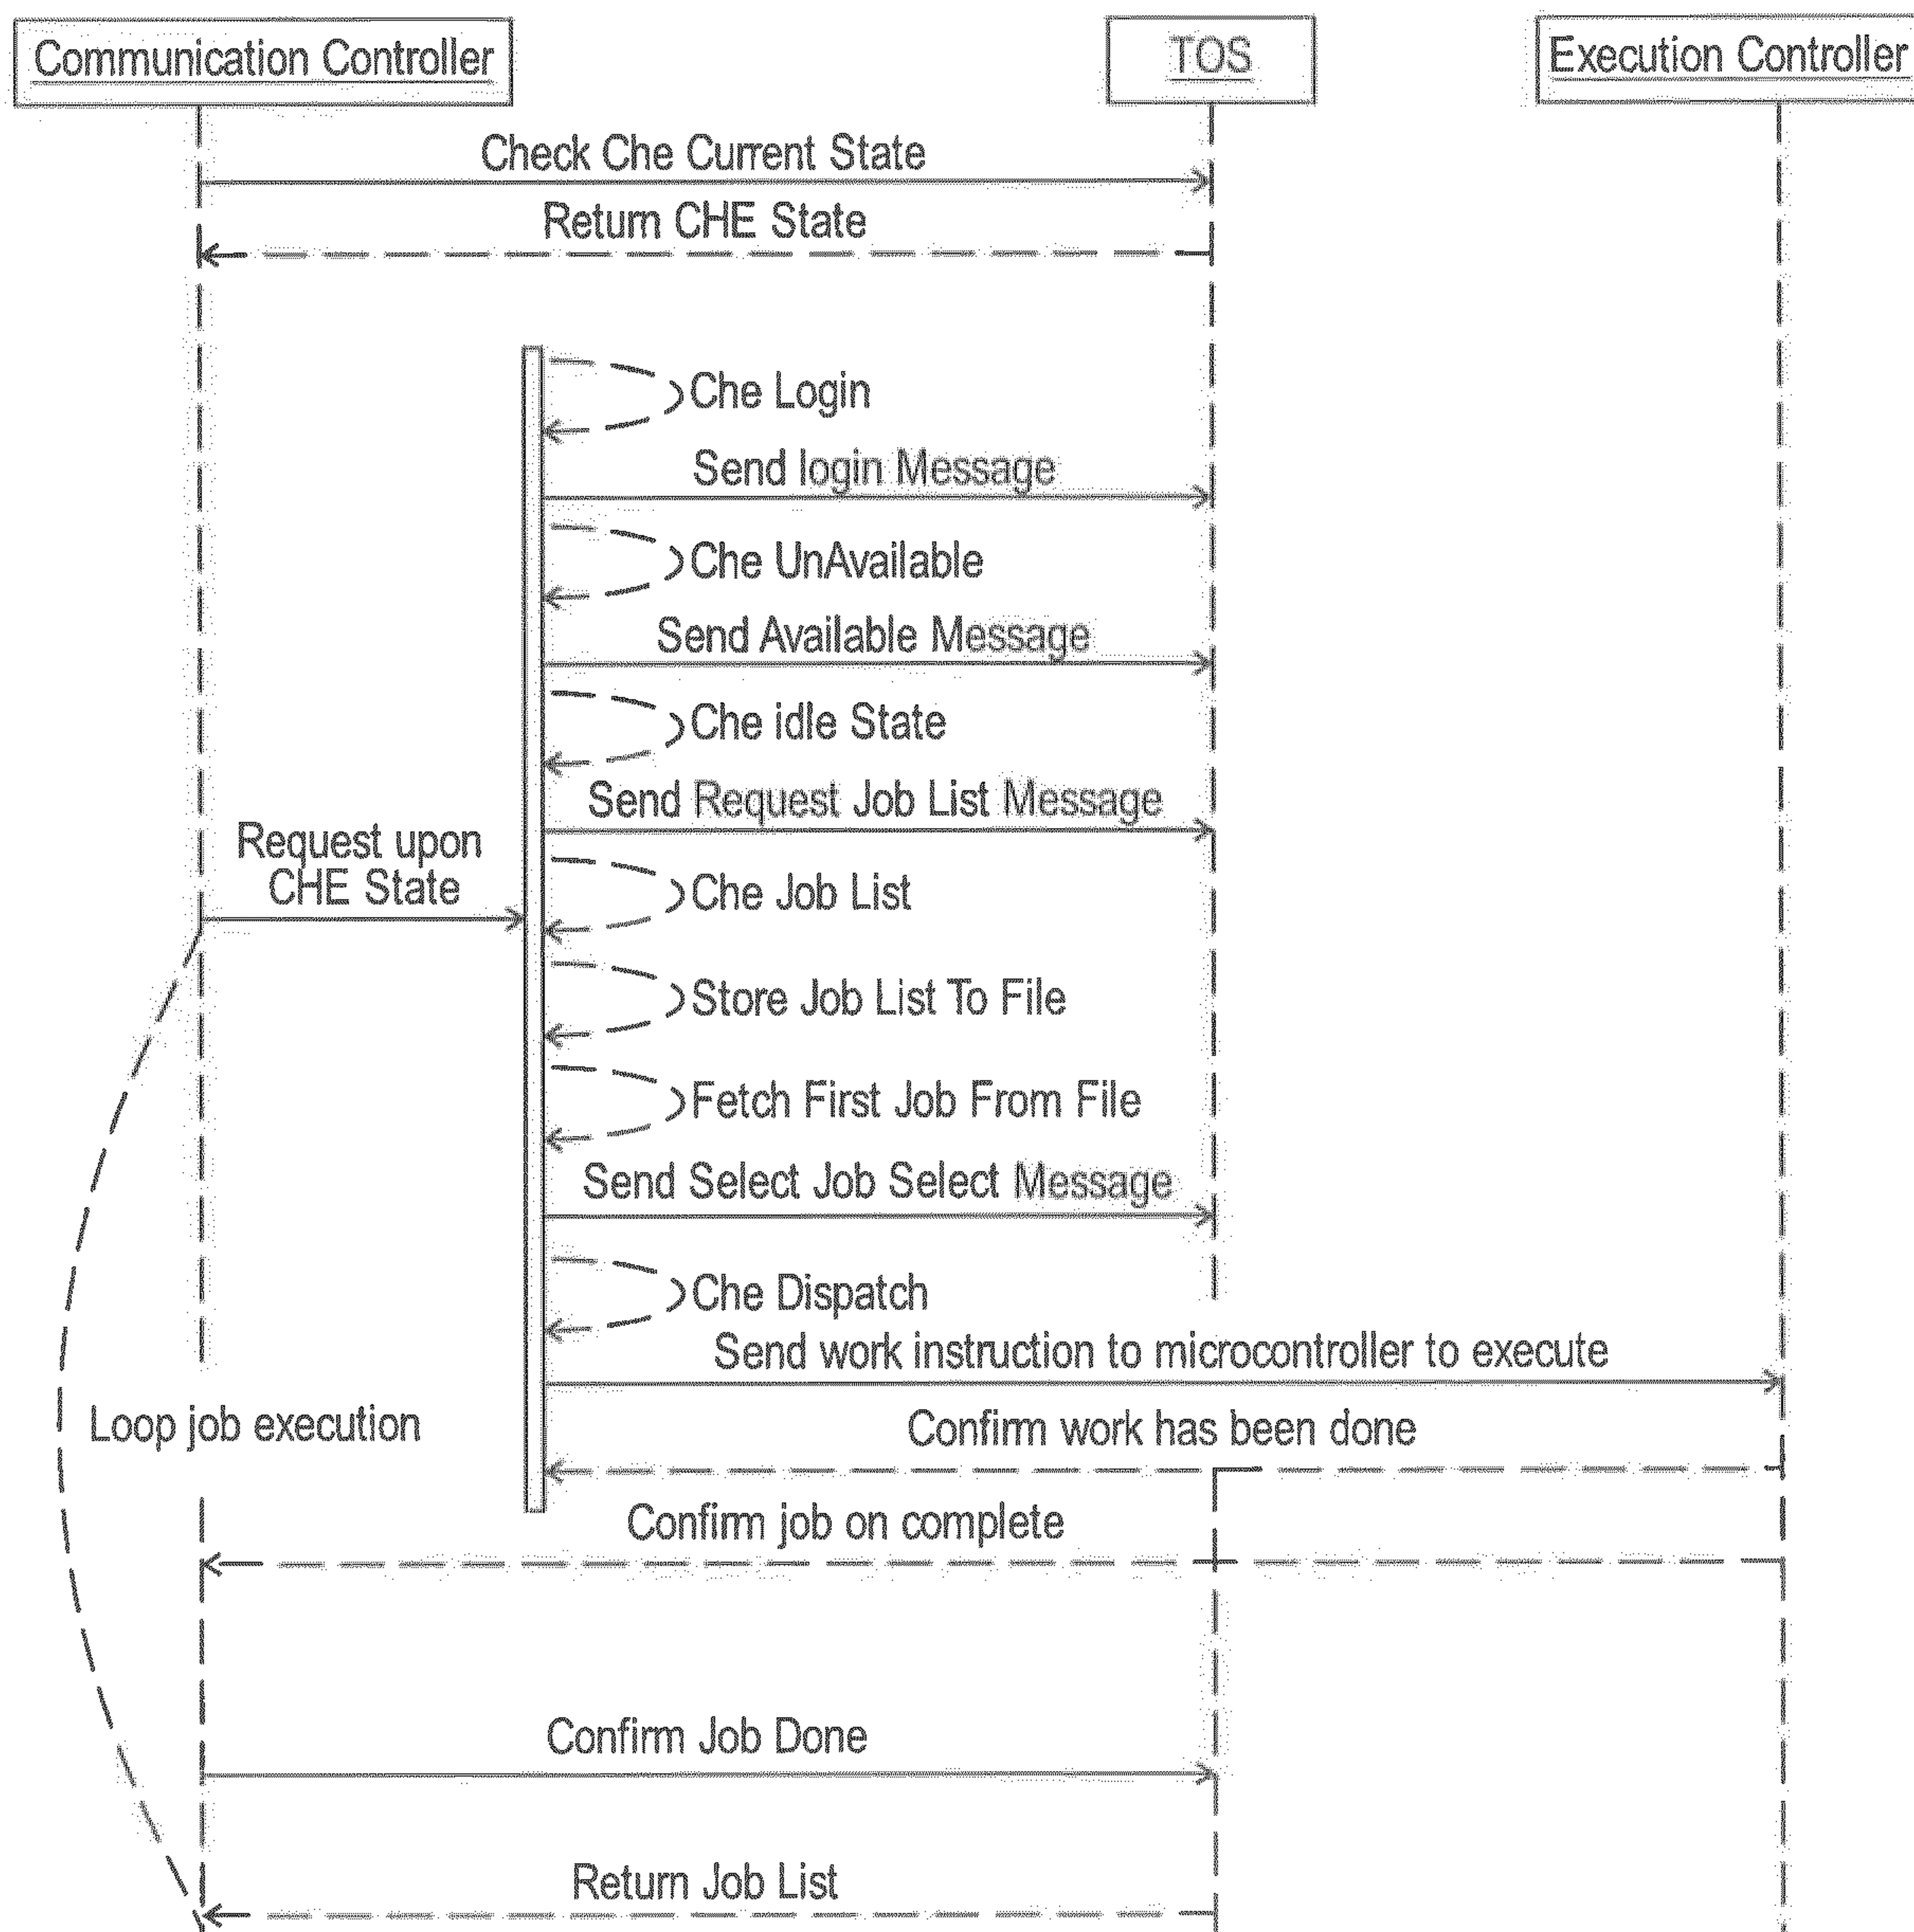 Communication Controller
TOS
Execution Controller
Check Che Current State
Return CHE State
Che Login
Send login Message
Che UnAvailable
Send Available Message
Che idle State
Send Request Job List Message
Request upon
CHE State
Che Job List
Store Job List To File
Fetch First Job From File
Send Select Job Select Message
Che Dispatch
Send work instruction to microcontroller to execute
Loop job execution
Confirm work has been done
Confirm job on complete
Confirm Job Done
Return Job List